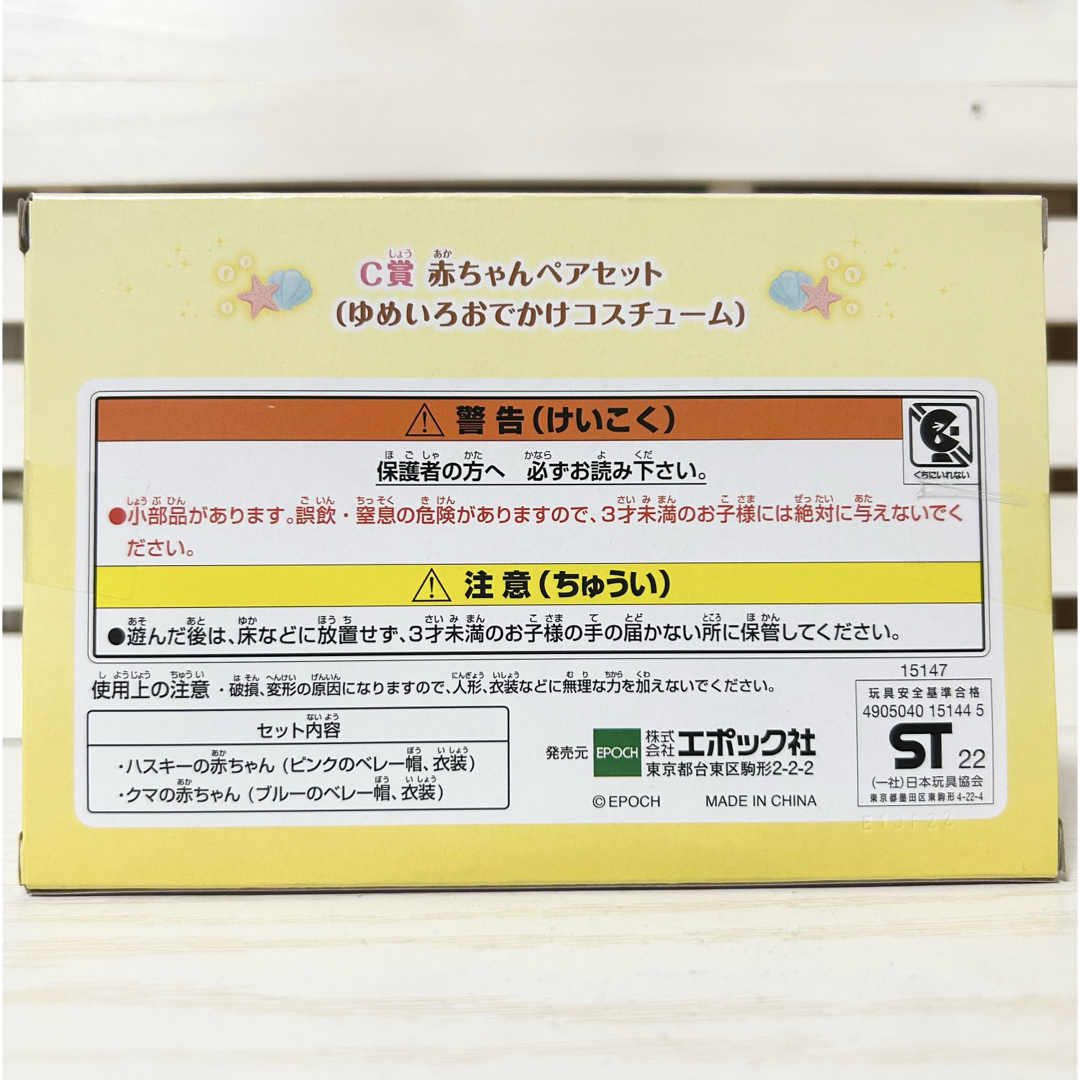 C賞 赤ちゃんペアセット
(ゆめいろおでかけコスチューム)
警告(けいこく)
くちにいれない
保護者の方へ 必ずお読み下さい。
●小部品があります。誤飲・窒息の危険がありますので、3才未満のお子様には絶対に与えないでく
ださい。
注意(ちゅうい)
●遊んだ後は、床などに放置せず、3才未満のお子様の手の届かない所に保管してください。
使用上の注意 ・破損、変形の原因になりますので、人形、衣装などに無理な力を加えないでください。
セット内容
・ハスキーの赤ちゃん (ピンクのベレー帽、衣装)
・クマの赤ちゃん (ブルーのベレー帽、衣装)
発売元 EPOCH 株式会社エポック社
東京都台東区駒形2-2-2
©EPOCH MADE IN CHINA
15147
玩具安全基準合格
4905040 15144 5
ST 22
(一社)日本玩具協会
東京都墨田区東駒形4-22-4
E13F22